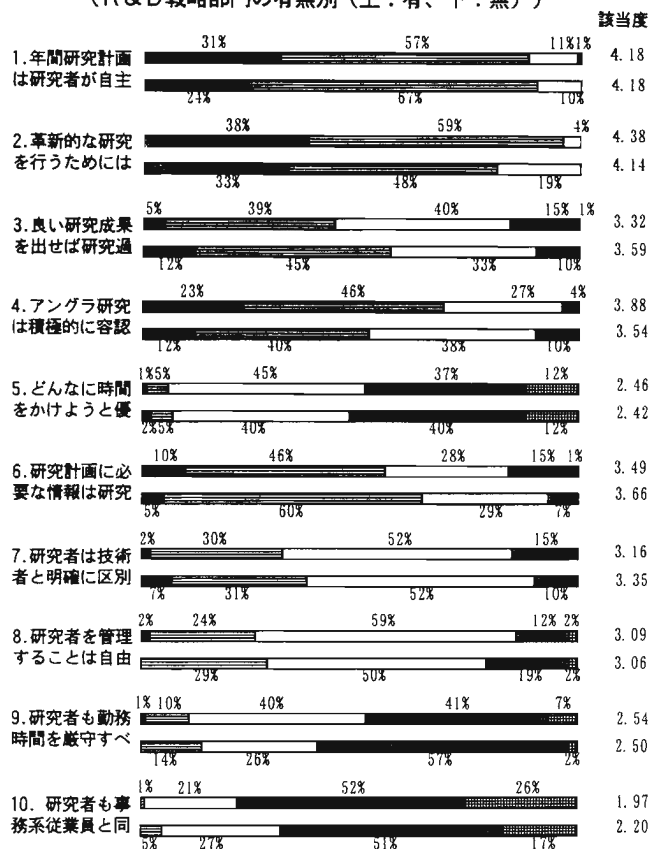 （R＆D戦略部門の有無別（上：有、下：無））
該当度
31% 57% 11% 1%
1.年間研究計画は研究者が自主 4.18
4.18
24% 67% 10%
38% 59% 4%
2.革新的な研究を行うためには 4.38
4.14
33% 48% 19%
5% 39% 40% 15% 1%
3.良い研究成果を出せば研究過 3.32
3.59
12% 45% 33% 10%
23% 46% 27% 4%
4.アングラ研究は積極的に容認 3.88
3.54
12% 40% 38% 10%
1% 5% 45% 37% 12%
5.どんなに時間をかけようと優 2.46
2.42
2% 5% 40% 40% 12%
10% 46% 28% 15% 1%
6.研究計画に必要な情報は研究 3.49
3.66
5% 60% 29% 7%
2% 30% 52% 15%
7.研究者は技術者と明確に区別 3.16
3.35
7% 31% 52% 10%
2% 24% 59% 12% 2%
8.研究者を管理することは自由 3.09
3.06
29% 50% 19% 2%
1% 10% 40% 41% 7%
9.研究者も勤務時間を厳守すべ 2.54
2.50
14% 26% 57% 2%
1% 21% 52% 26%
10.研究者も事務系従業員と同 1.97
2.20
5% 27% 51% 17%